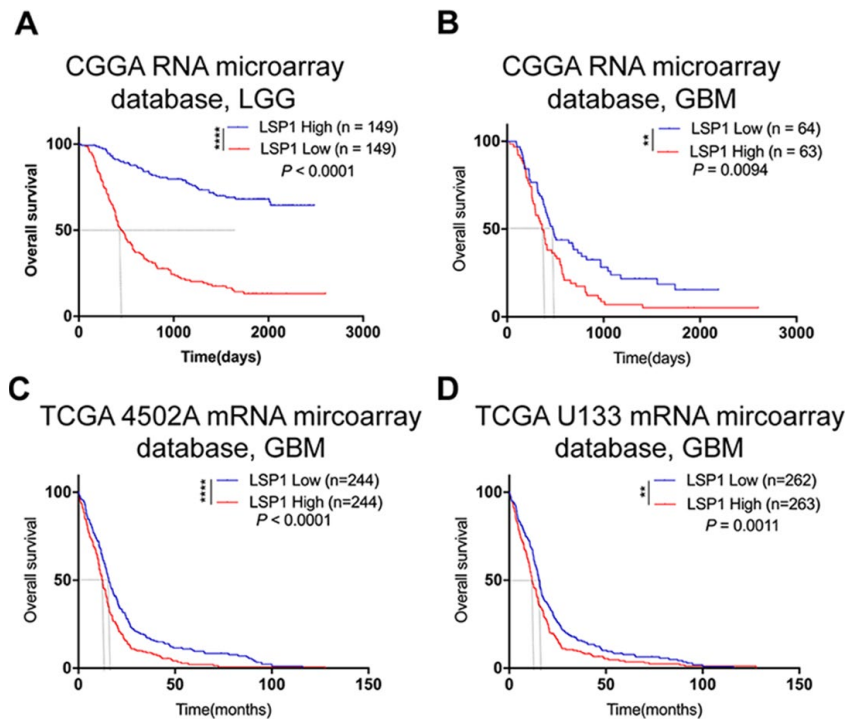 A
CGGA RNA microarray
database, LGG
****
LSP1 High (n = 149)
LSP1 Low (n = 149)
P < 0.0001
Overall survival
100
50
0
0 1000 2000 3000
Time(days)
B
CGGA RNA microarray
database, GBM
**
LSP1 Low (n = 64)
LSP1 High (n = 63)
P = 0.0094
Overall survival
100
50
0
0 1000 2000 3000
Time(days)
C
TCGA 4502A mRNA mircoarray
database, GBM
****
LSP1 Low (n=244)
LSP1 High (n=244)
P < 0.0001
Overall survival
100
50
0
0 50 100 150
Time(months)
D
TCGA U133 mRNA mircoarray
database, GBM
**
LSP1 Low (n=262)
LSP1 High (n=263)
P = 0.0011
Overall survival
100
50
0
0 50 100 150
Time(months)